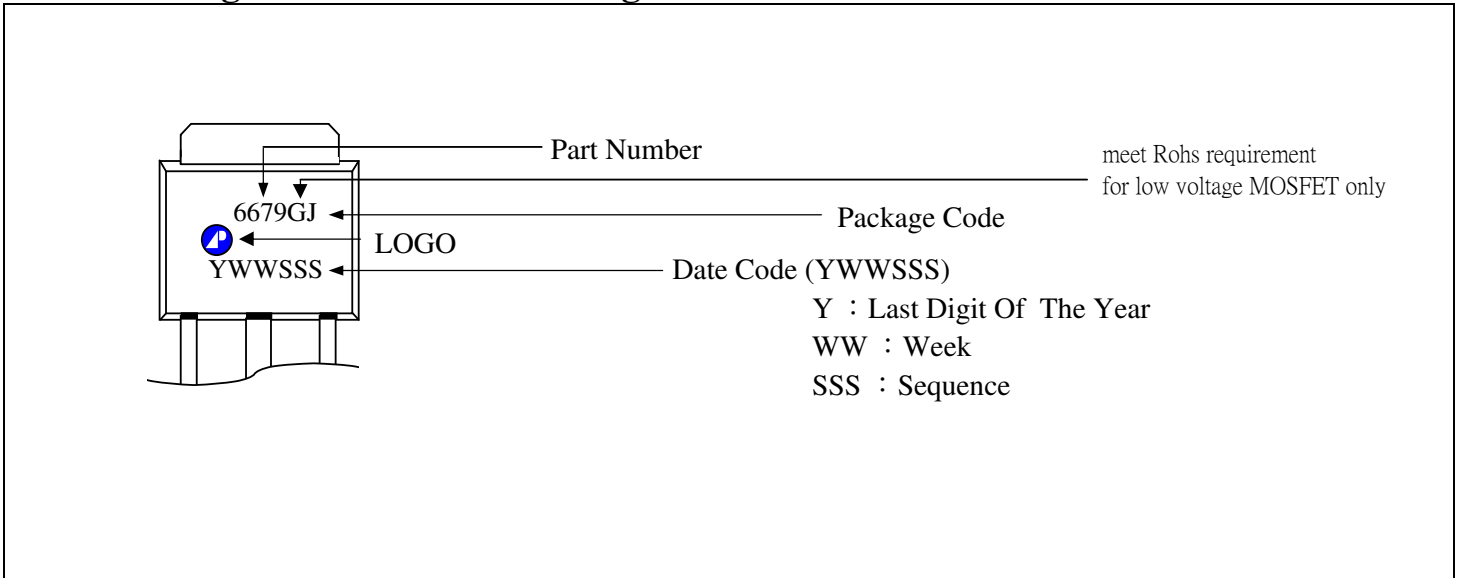 Part Number
meet Rohs requirement
for low voltage MOSFET only
6679GJ
Package Code
LOGO
YWWSSS
Date Code (YWWSSS)
Y : Last Digit Of The Year
WW : Week
SSS : Sequence